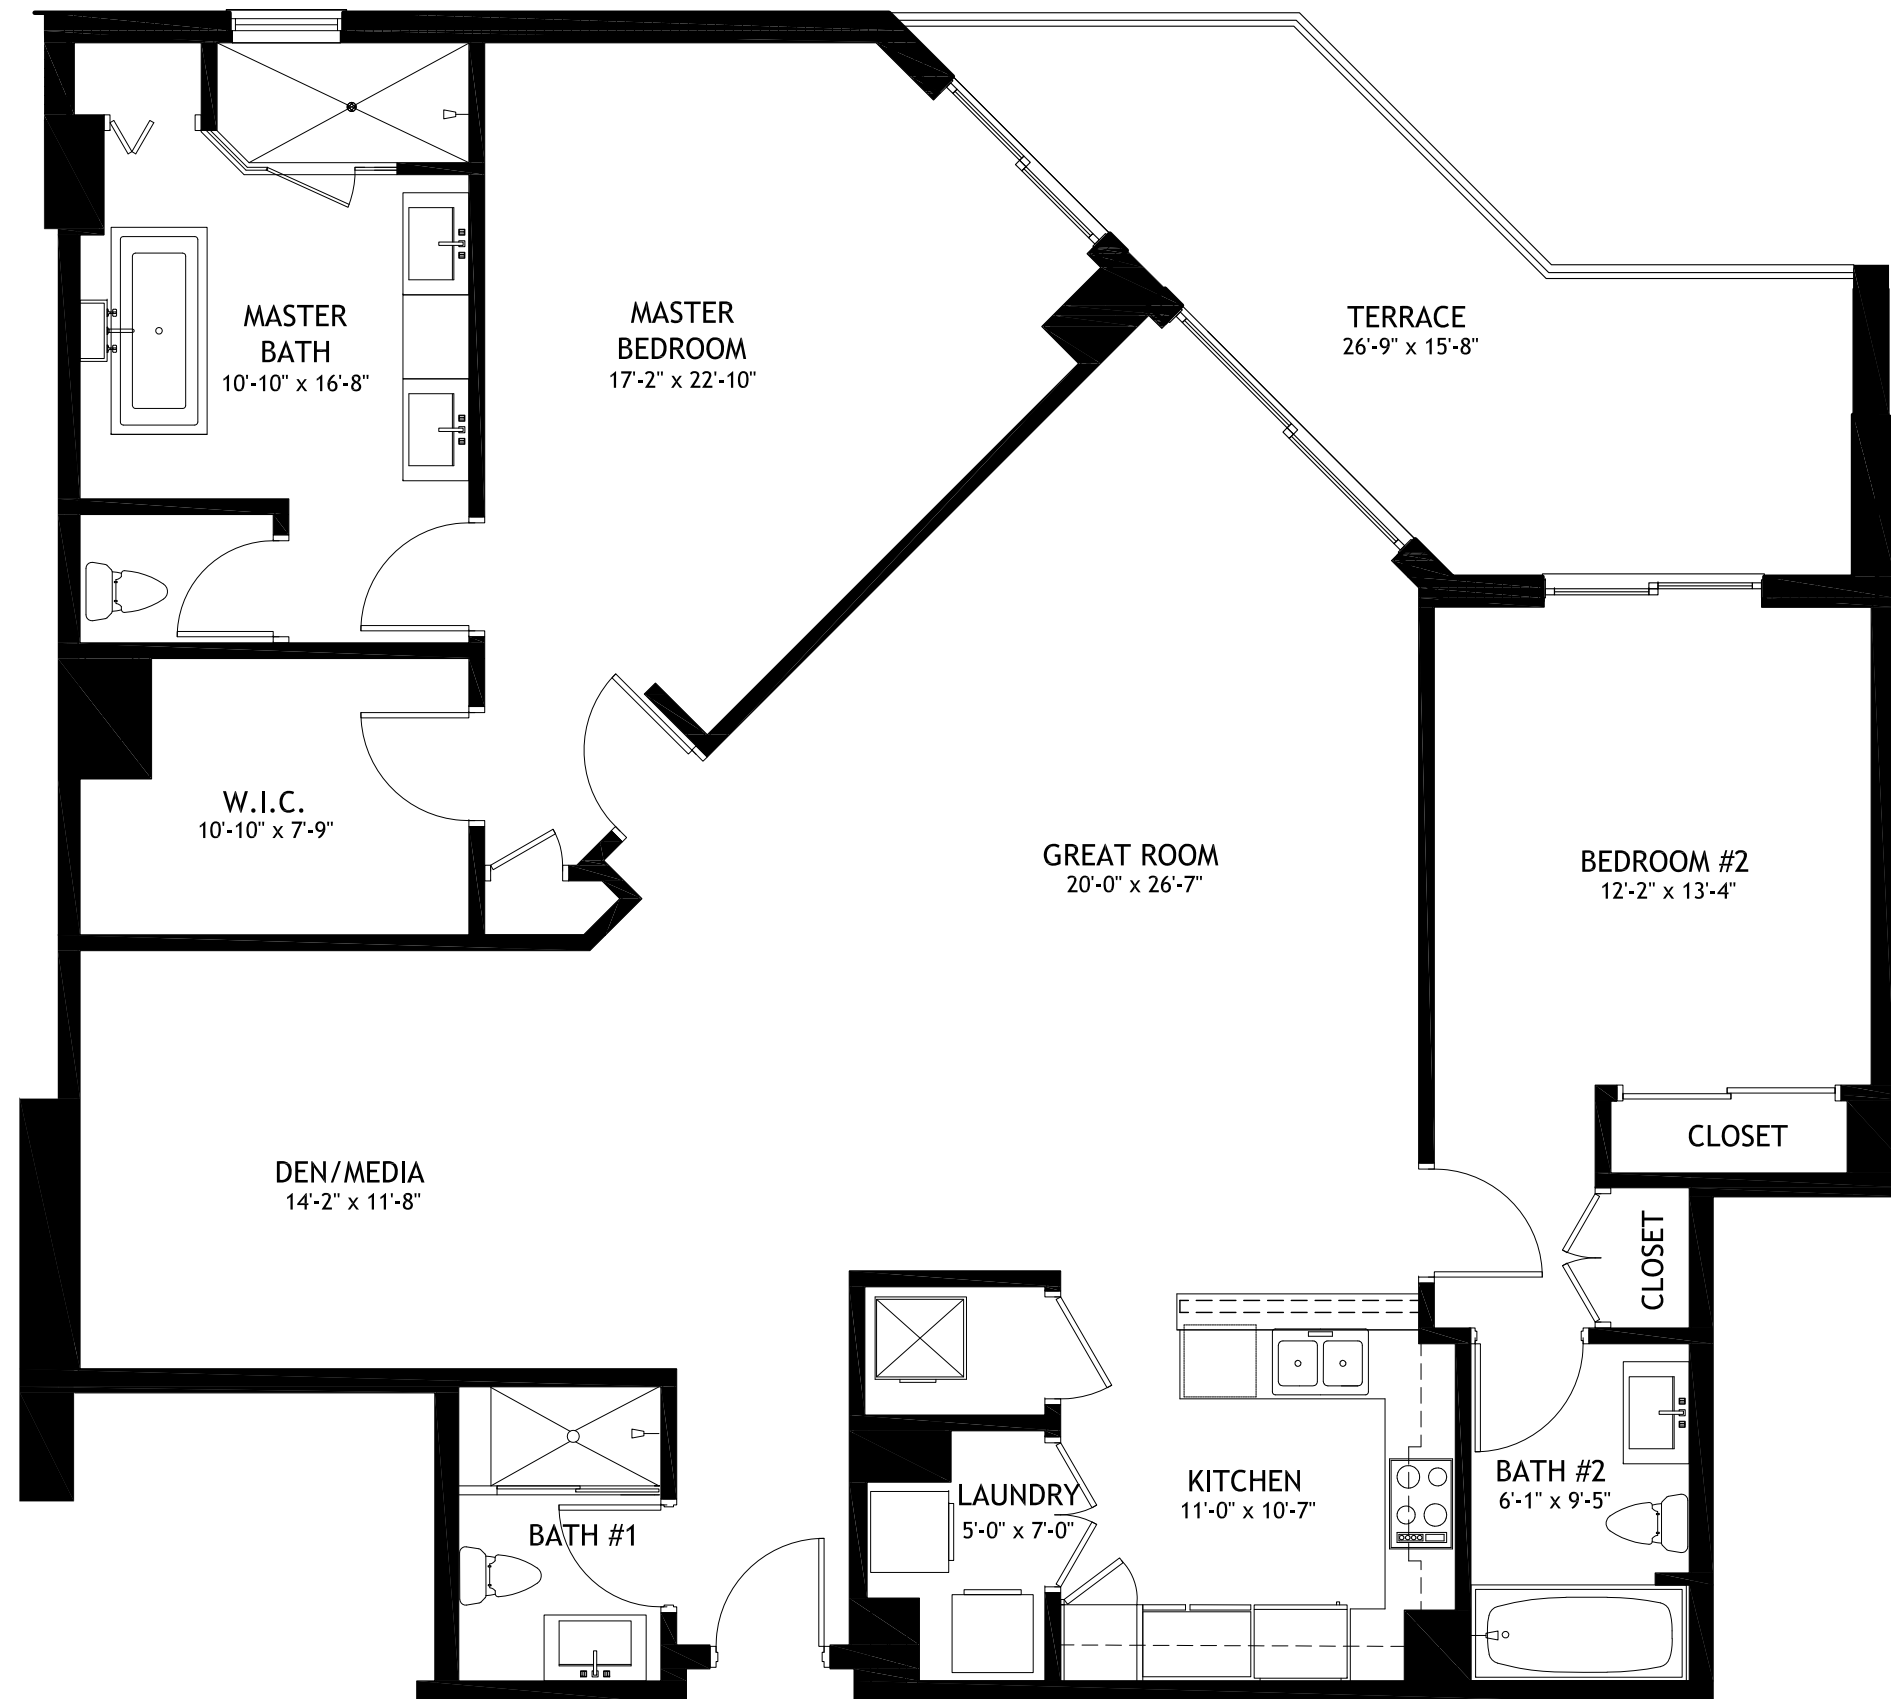 MASTER
BATH
10'-10" x 16'-8"
MASTER
BEDROOM
17'-2" x 22'-10"
TERRACE
26'-9" x 15'-8"
W.I.C.
10'-10" x 7'-9"
GREAT ROOM
20'-0" x 26'-7"
BEDROOM #2
12'-2" x 13'-4"
CLOSET
DEN/MEDIA
14'-2" x 11'-8"
CLOSET
BATH #1
LAUNDRY
5'-0" x 7'-0"
KITCHEN
11'-0" x 10'-7"
BATH #2
6'-1" x 9'-5"